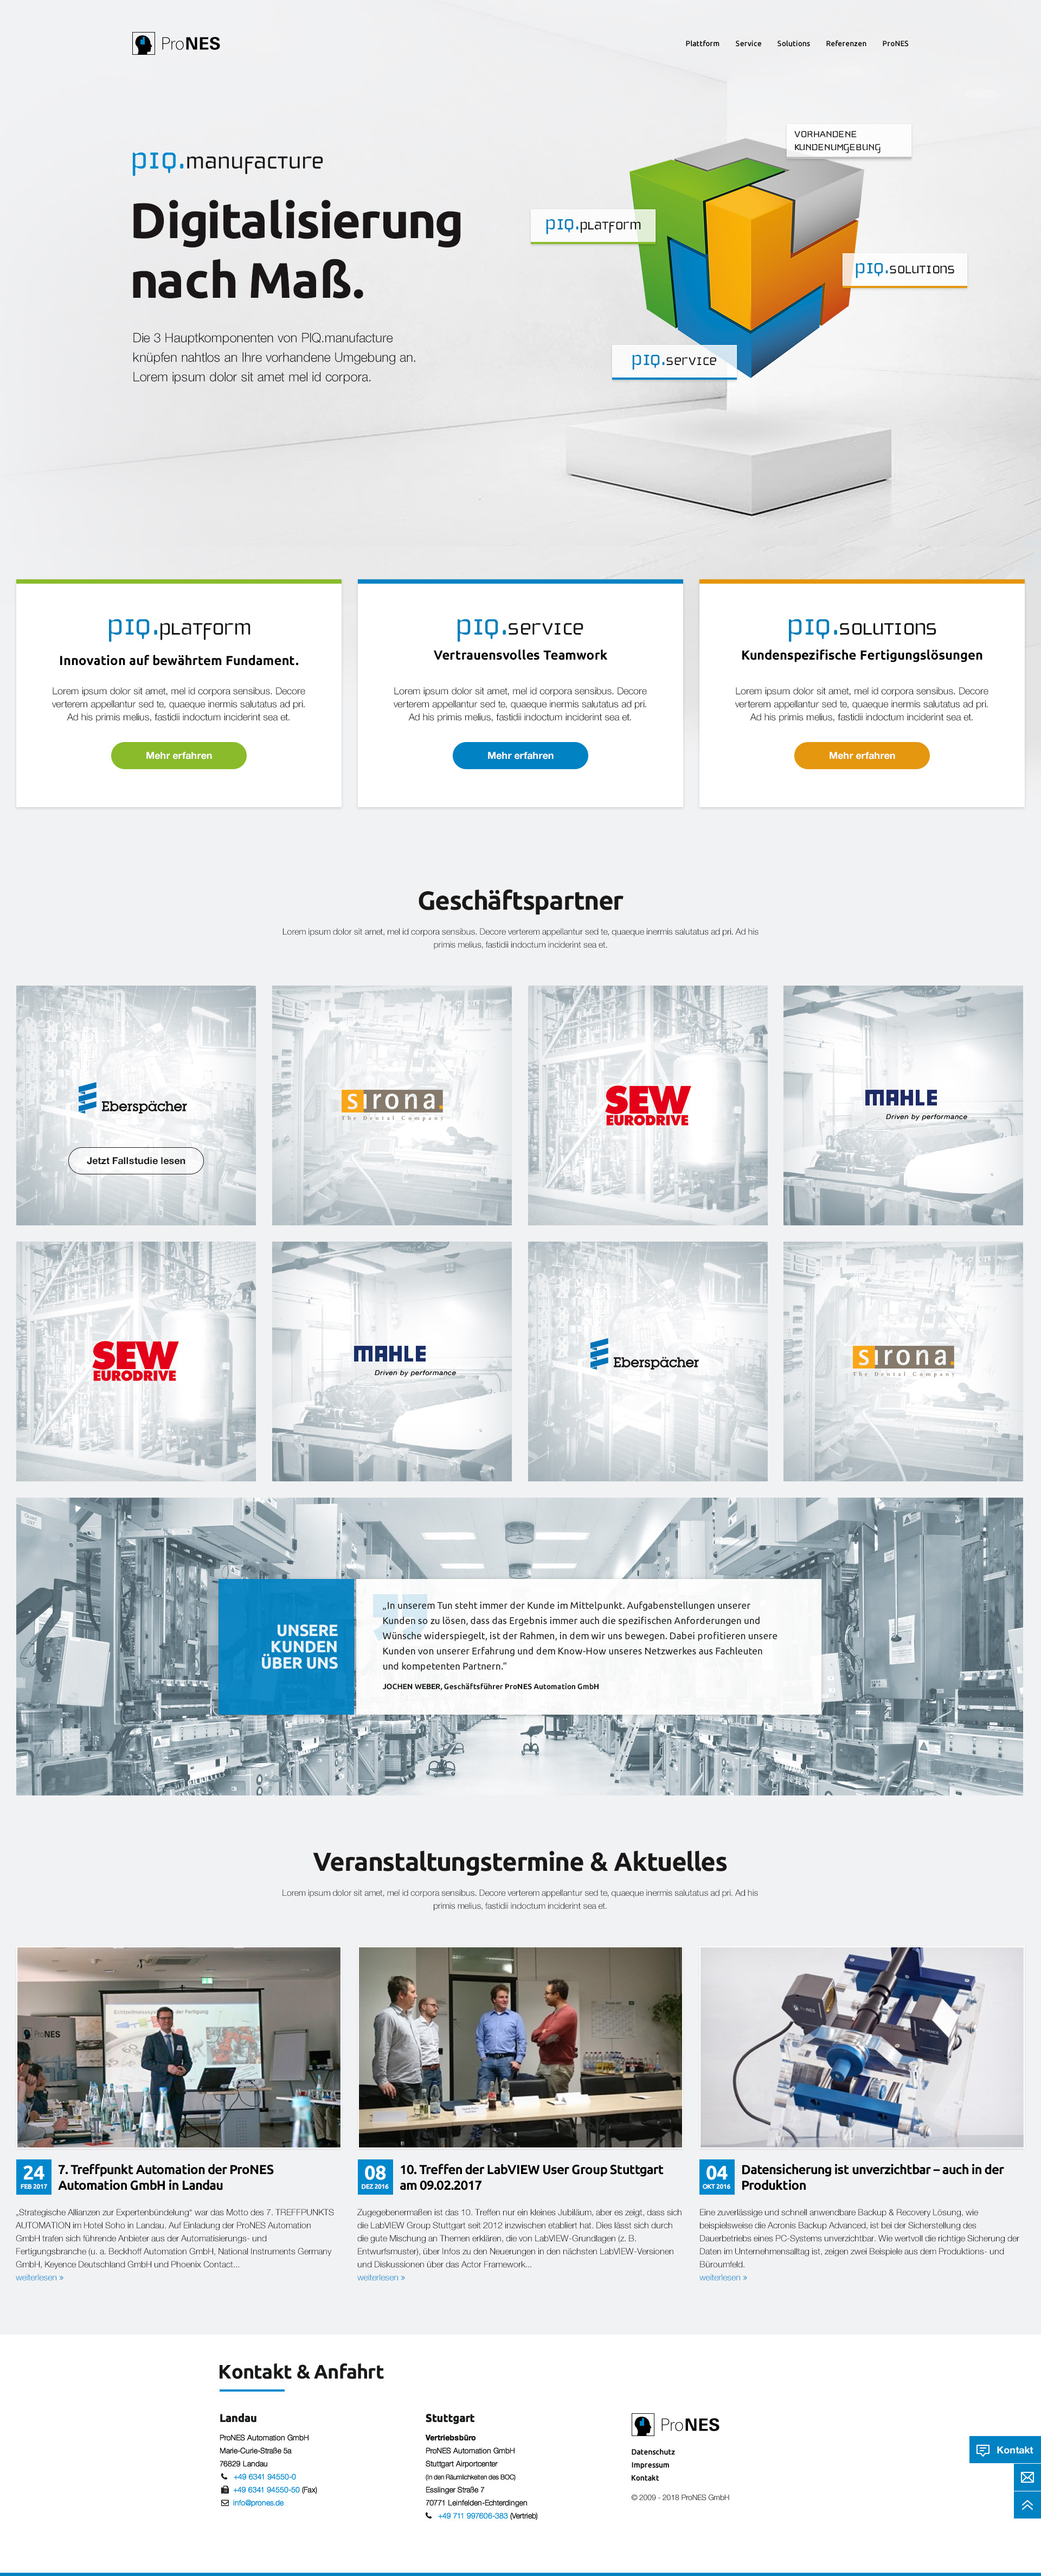 ProNES
Plattform
Service
Solutions
Referenzen
ProNES
PIQ.manufacture
Digitalisierung
nach Maß.
Die 3 Hauptkomponenten von PIQ.manufacture
knüpfen nahtlos an Ihre vorhandene Umgebung an.
Lorem ipsum dolor sit amet mel id corpora.
VORHANDENE
KUNDENUMGEBUNG
PIQ.PLATFORM
PIQ.SOLUTIONS
PIQ.service
PIQ.PLATFORM
Innovation auf bewährtem Fundament.
Lorem ipsum dolor sit amet, mel id corpora sensibus. Decore
verterem appellantur sed te, quaeque inermis salutatus ad pri.
Ad his primis melius, fastidii indoctum inciderint sea et.
Mehr erfahren
PIQ.service
Vertrauensvolles Teamwork
Lorem ipsum dolor sit amet, mel id corpora sensibus. Decore
verterem appellantur sed te, quaeque inermis salutatus ad pri.
Ad his primis melius, fastidii indoctum inciderint sea et.
Mehr erfahren
PIQ.SOLUTIONS
Kundenspezifische Fertigungslösungen
Lorem ipsum dolor sit amet, mel id corpora sensibus. Decore
verterem appellantur sed te, quaeque inermis salutatus ad pri.
Ad his primis melius, fastidii indoctum inciderint sea et.
Mehr erfahren
Geschäftspartner
Lorem ipsum dolor sit amet, mel id corpora sensibus. Decore verterem appellantur sed te, quaeque inermis salutatus ad pri. Ad his
primis melius, fastidii indoctum inciderint sea et.
Eberspächer
Jetzt Fallstudie lesen
sirona.
The Dental Company
SEW
EURODRIVE
MAHLE
Driven by performance
SEW
EURODRIVE
MAHLE
Driven by performance
Eberspächer
sirona.
The Dental Company
UNSERE
KUNDEN
ÜBER UNS
„In unserem Tun steht immer der Kunde im Mittelpunkt. Aufgabenstellungen unserer
Kunden so zu lösen, dass das Ergebnis immer auch die spezifischen Anforderungen und
Wünsche widerspiegelt, ist der Rahmen, in dem wir uns bewegen. Dabei profitieren unsere
Kunden von unserer Erfahrung und dem Know-How unseres Netzwerkes aus Fachleuten
und kompetenten Partnern.“
JOCHEN WEBER, Geschäftsführer ProNES Automation GmbH
Veranstaltungstermine & Aktuelles
Lorem ipsum dolor sit amet, mel id corpora sensibus. Decore verterem appellantur sed te, quaeque inermis salutatus ad pri. Ad his
primis melius, fastidii indoctum inciderint sea et.
ProNES
24
FEB 2017
7. Treffpunkt Automation der ProNES
Automation GmbH in Landau
„Strategische Allianzen zur Expertenbündelung“ war das Motto des 7. TREFFPUNKTS
AUTOMATION im Hotel Soho in Landau. Auf Einladung der ProNES Automation
GmbH trafen sich führende Anbieter aus der Automatisierungs- und
Fertigungsbranche (u. a. Beckhoff Automation GmbH, National Instruments Germany
GmbH, Keyence Deutschland GmbH und Phoenix Contact...
weiterlesen »
08
DEZ 2016
10. Treffen der LabVIEW User Group Stuttgart
am 09.02.2017
Zugegebenermaßen ist das 10. Treffen nur ein kleines Jubiläum, aber es zeigt, dass sich
die LabVIEW Group Stuttgart seit 2012 inzwischen etabliert hat. Dies lässt sich durch
die gute Mischung an Themen erklären, die von LabVIEW-Grundlagen (z. B.
Entwurfsmuster), über Infos zu den Neuerungen in den nächsten LabVIEW-Versionen
und Diskussionen über das Actor Framework...
weiterlesen »
04
OKT 2016
Datensicherung ist unverzichtbar – auch in der
Produktion
Eine zuverlässige und schnell anwendbare Backup & Recovery Lösung, wie
beispielsweise die Acronis Backup Advanced, ist bei der Sicherstellung des
Dauerbetriebs eines PC-Systems unverzichtbar. Wie wertvoll die richtige Sicherung der
Daten im Unternehmensalltag ist, zeigen zwei Beispiele aus dem Produktions- und
Büroumfeld.
weiterlesen »
Kontakt & Anfahrt
Landau
ProNES Automation GmbH
Marie-Curie-Straße 5a
76829 Landau
+49 6341 94550-0
+49 6341 94550-50 (Fax)
info@prones.de
Stuttgart
Vertriebsbüro
ProNES Automation GmbH
Stuttgart Airportcenter
(In den Räumlichkeiten des BOC)
Esslinger Straße 7
70771 Leinfelden-Echterdingen
+49 711 997606-383 (Vertrieb)
ProNES
Datenschutz
Impressum
Kontakt
© 2009 - 2018 ProNES GmbH
Kontakt